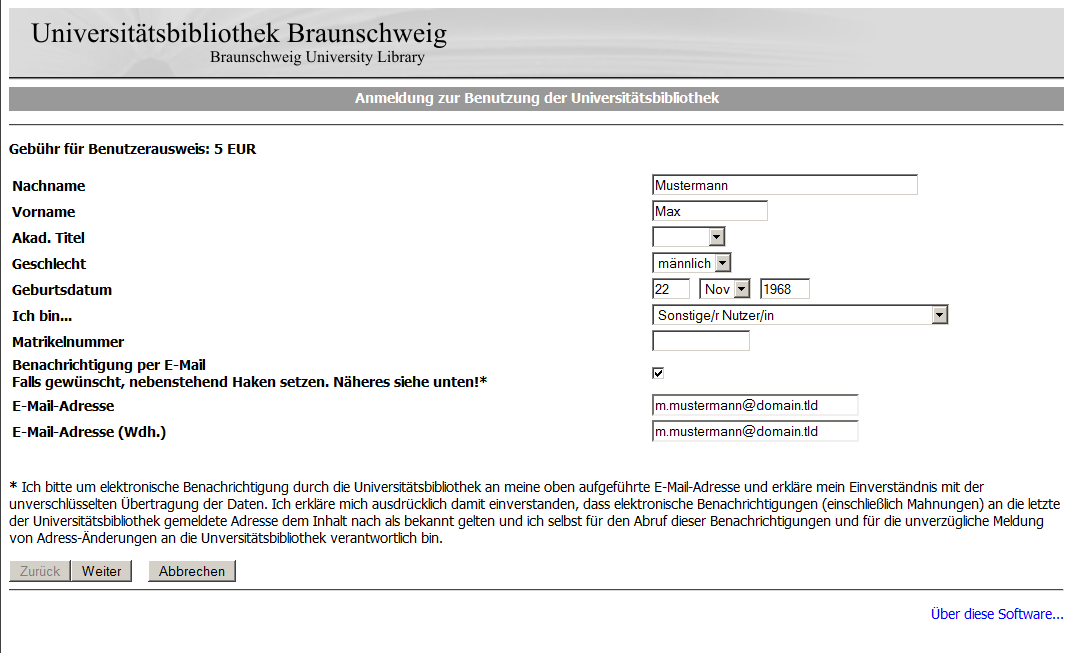 Universitätsbibliothek Braunschweig
Braunschweig University Library
Anmeldung zur Benutzung der Universitätsbibliothek
Gebühr für Benutzerausweis: 5 EUR
Nachname Mustermann
Vorname Max
Akad. Titel
Geschlecht männlich
Geburtsdatum 22 Nov 1968
Ich bin... Sonstige/r Nutzer/in
Matrikelnummer
Benachrichtigung per E-Mail
Falls gewünscht, nebenstehend Haken setzen. Näheres siehe unten!*
E-Mail-Adresse m.mustermann@domain.tld
E-Mail-Adresse (Wdh.) m.mustermann@domain.tld
* Ich bitte um elektronische Benachrichtigung durch die Universitätsbibliothek an meine oben aufgeführte E-Mail-Adresse und erkläre mein Einverständnis mit der
unverschlüsselten Übertragung der Daten. Ich erkläre mich ausdrücklich damit einverstanden, dass elektronische Benachrichtigungen (einschließlich Mahnungen) an die letzte
der Universitätsbibliothek gemeldete Adresse dem Inhalt nach als bekannt gelten und ich selbst für den Abruf dieser Benachrichtigungen und für die unverzügliche Meldung
von Adress-Änderungen an die Unversitätsbibliothek verantwortlich bin.
Zurück Weiter Abbrechen
Über diese Software...